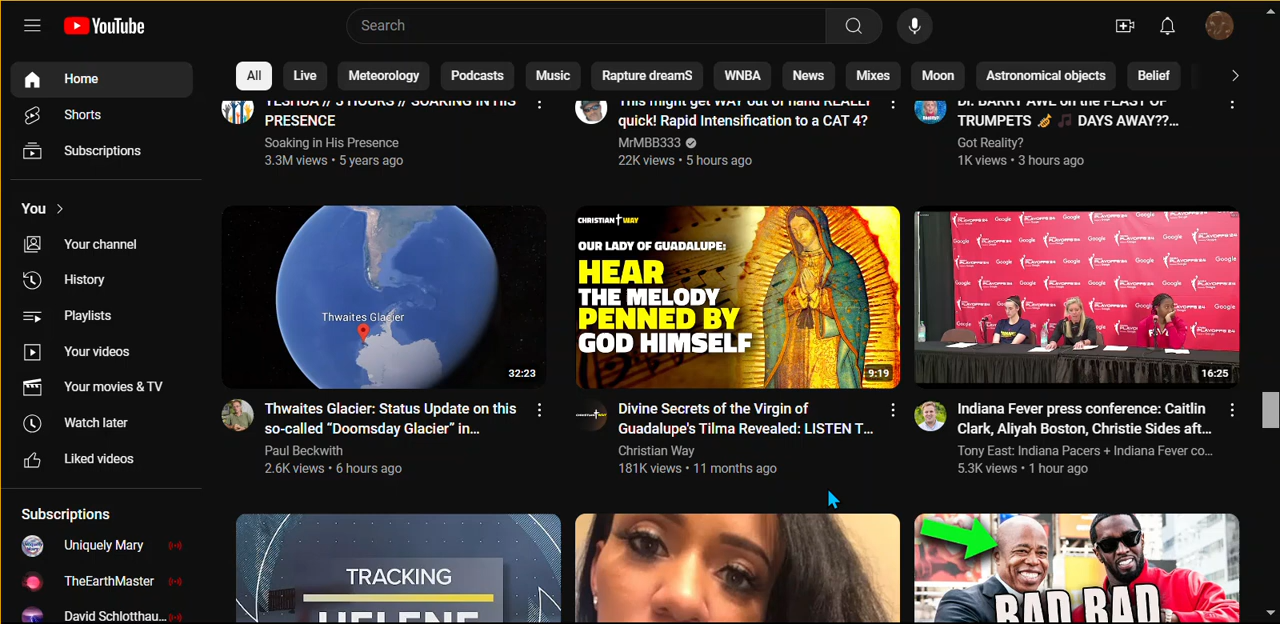 YouTube
Search
Home
Shorts
Subscriptions
You
Your channel
History
Playlists
Your videos
Your movies & TV
Watch later
Liked videos
Subscriptions
Uniquely Mary
TheEarthMaster
David Schlotthau...
All
Live
Meteorology
Podcasts
Music
Rapture dreamS
WNBA
News
Mixes
Moon
Astronomical objects
Belief
YESHUA // 3 HOURS // SOAKING IN HIS
PRESENCE
Soaking in His Presence
3.3M views • 5 years ago
This might get WAY out of hand REALLY
quick! Rapid Intensification to a CAT 4?
MrMBB333
22K views • 5 hours ago
Dr. BARRY AWE on the FEAST OF
TRUMPETS 🎺 🎵 DAYS AWAY??...
Got Reality?
1K views • 3 hours ago
Thwaites Glacier
32:23
Thwaites Glacier: Status Update on this
so-called “Doomsday Glacier” in...
Paul Beckwith
2.6K views • 6 hours ago
CHRISTIAN WAY
OUR LADY OF GUADALUPE:
HEAR
THE MELODY
PENNED BY
GOD HIMSELF
9:19
Divine Secrets of the Virgin of
Guadalupe's Tilma Revealed: LISTEN T...
Christian Way
181K views • 11 months ago
Google
PLAYOFFS 24
16:25
Indiana Fever press conference: Caitlin
Clark, Aliyah Boston, Christie Sides aft...
Tony East: Indiana Pacers + Indiana Fever co...
5.3K views • 1 hour ago
TRACKING
HELENE
BAD BAD